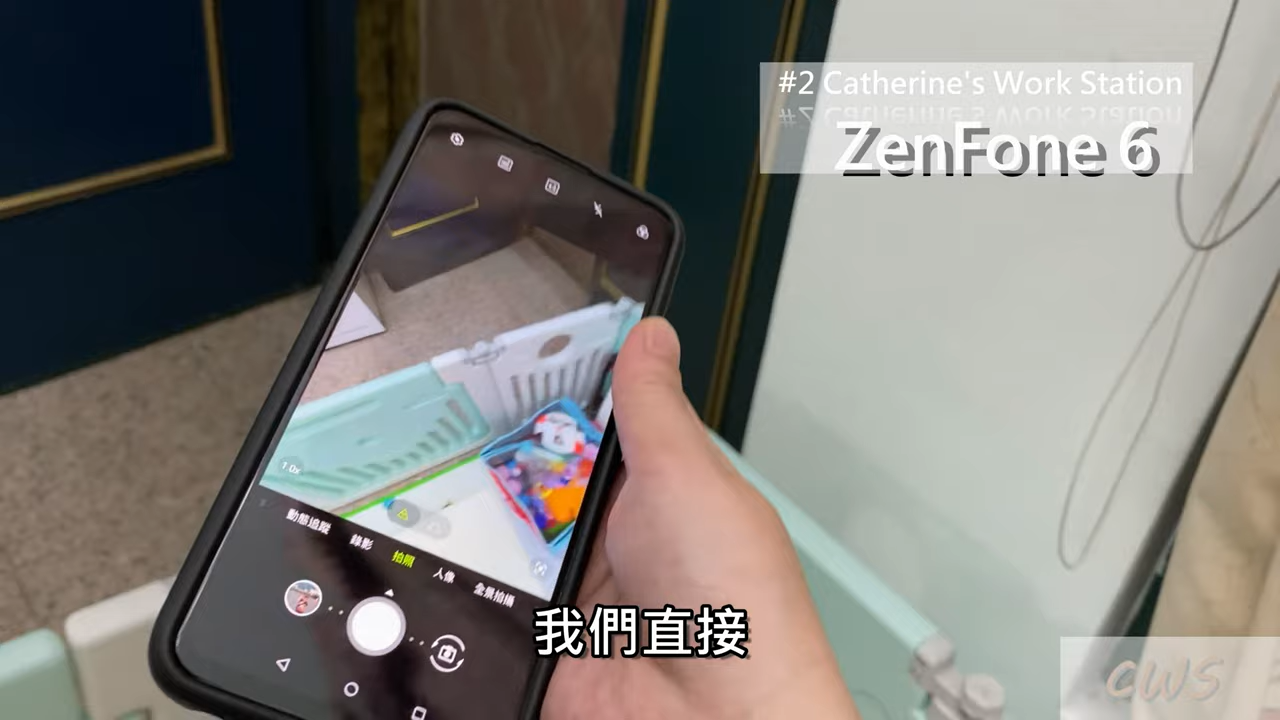 #2 Catherine's Work Station
ZenFone 6
1.0x
動態追蹤
錄影
拍照
人像
全景拍攝
我們直接
CWS